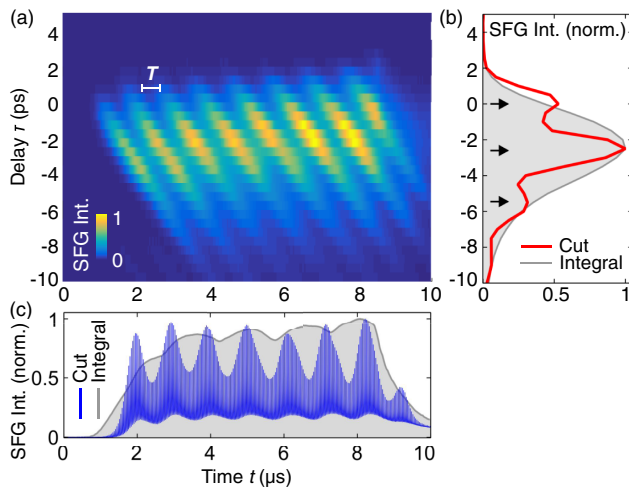 (a)
4
2
0
-2
-4
-6
-8
-10
Delay τ (ps)
T
SFG Int.
1
0
0
2
4
6
8
10
(b)
SFG Int. (norm.)
4
2
0
-2
-4
-6
-8
-10
Cut
Integral
0
0.5
1
(c)
SFG Int. (norm.)
1
0.5
0
Cut
Integral
0
2
4
6
8
10
Time t (μs)